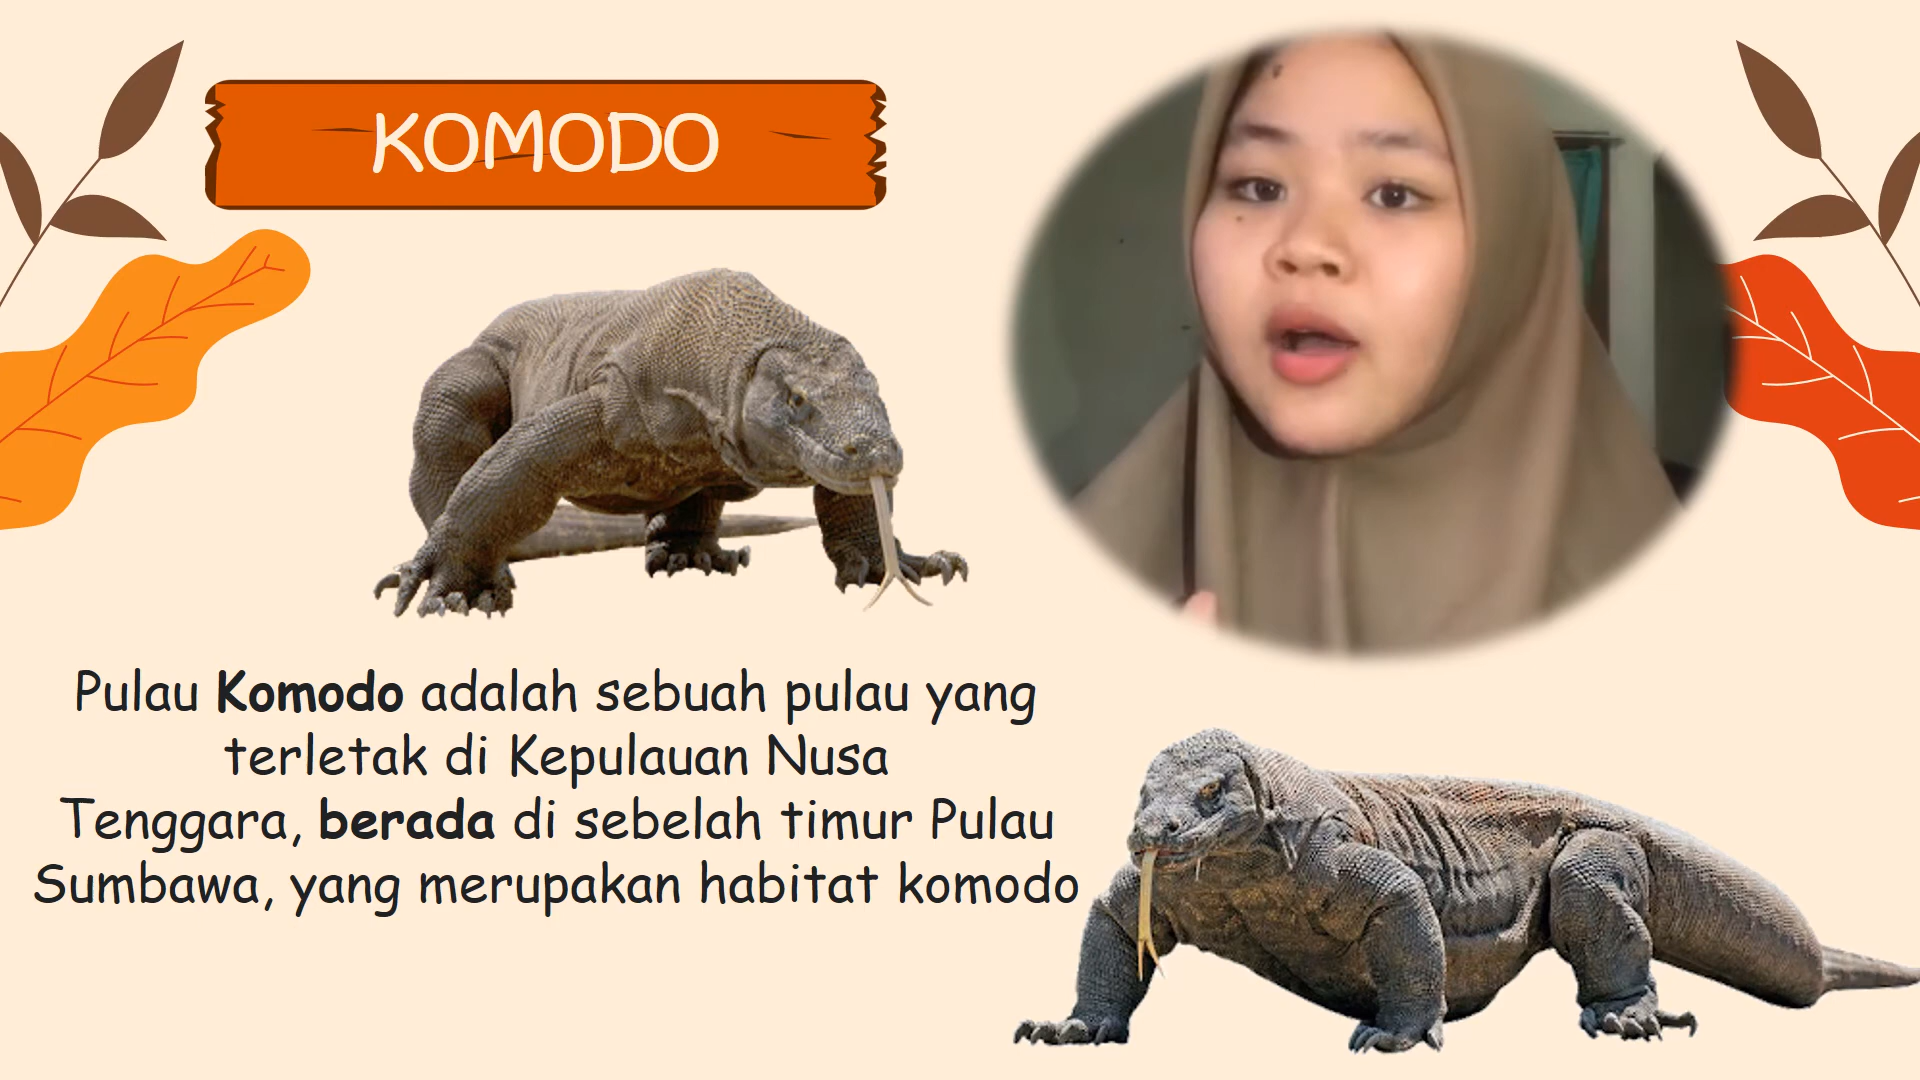 KOMODO
Pulau Komodo adalah sebuah pulau yang
terletak di Kepulauan Nusa
Tenggara, berada di sebelah timur Pulau
Sumbawa, yang merupakan habitat komodo